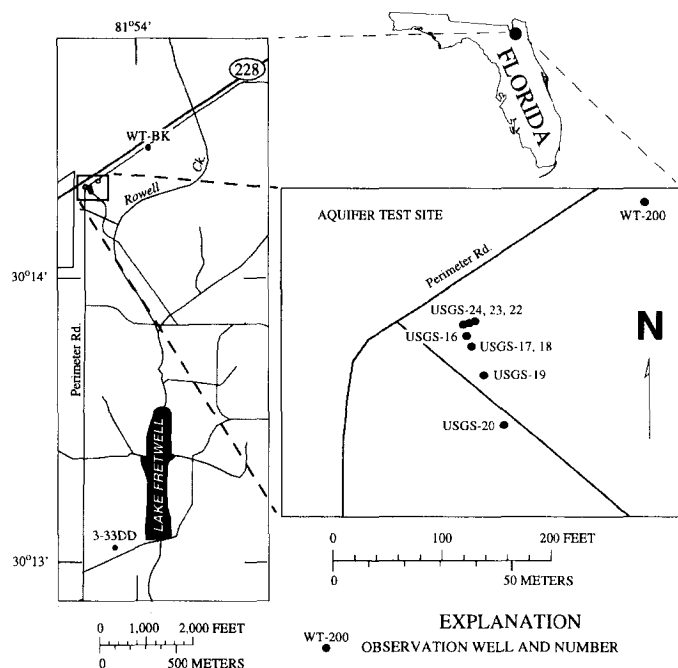 81°54'
228
WT-BK
Rowell Ck.
30°14'
Perimeter Rd.
LAKE FRETWELL
3-33DD
30°13'
0 1,000 2,000 FEET
0 500 METERS
FLORIDA
AQUIFER TEST SITE
WT-200
Perimeter Rd.
USGS-24, 23, 22
USGS-16
USGS-17, 18
USGS-19
USGS-20
N
0 100 200 FEET
0 50 METERS
EXPLANATION
WT-200 OBSERVATION WELL AND NUMBER